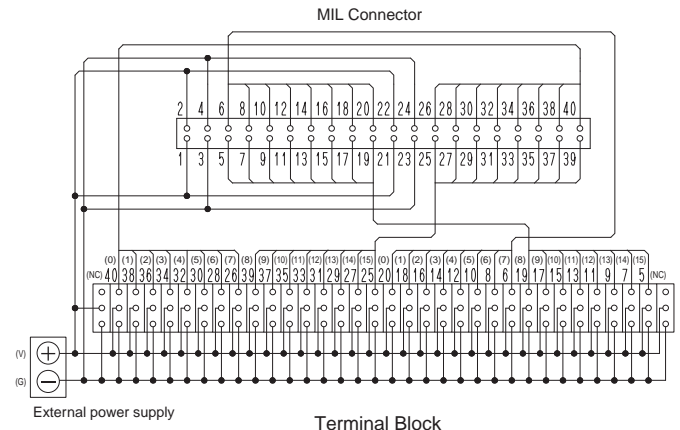 MIL Connector
2 4 6 8 10 12 14 16 18 20 22 24 26 28 30 32 34 36 38 40
1 3 5 7 9 11 13 15 17 19 21 23 25 27 29 31 33 35 37 39
(0) (1) (2) (3) (4) (5) (6) (7) (8) (9) (10) (11) (12) (13) (14) (15) (0) (1) (2) (3) (4) (5) (6) (7) (8) (9) (10) (11) (12) (13) (14) (15)
(NC) 40 38 36 34 32 30 28 26 39 37 35 33 31 29 27 25 20 18 16 14 12 10 8 6 19 17 15 13 11 9 7 5 (NC)
(V)
(G)
External power supply
Terminal Block